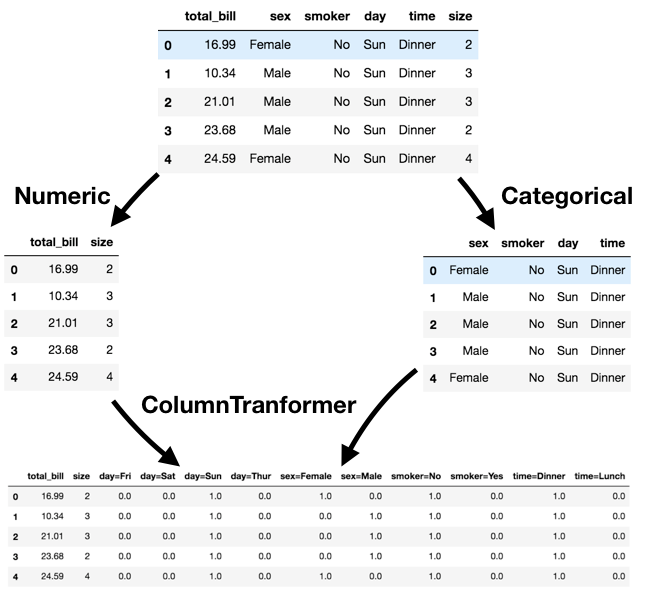 total_bill sex smoker day time size
0 16.99 Female No Sun Dinner 2
1 10.34 Male No Sun Dinner 3
2 21.01 Male No Sun Dinner 3
3 23.68 Male No Sun Dinner 2
4 24.59 Female No Sun Dinner 4
Numeric
Categorical
total_bill size
0 16.99 2
1 10.34 3
2 21.01 3
3 23.68 2
4 24.59 4
sex smoker day time
0 Female No Sun Dinner
1 Male No Sun Dinner
2 Male No Sun Dinner
3 Male No Sun Dinner
4 Female No Sun Dinner
ColumnTranformer
total_bill size day=Fri day=Sat day=Sun day=Thur sex=Female sex=Male smoker=No smoker=Yes time=Dinner time=Lunch
0 16.99 2 0.0 0.0 1.0 0.0 1.0 0.0 1.0 0.0 1.0 0.0
1 10.34 3 0.0 0.0 1.0 0.0 0.0 1.0 1.0 0.0 1.0 0.0
2 21.01 3 0.0 0.0 1.0 0.0 0.0 1.0 1.0 0.0 1.0 0.0
3 23.68 2 0.0 0.0 1.0 0.0 0.0 1.0 1.0 0.0 1.0 0.0
4 24.59 4 0.0 0.0 1.0 0.0 1.0 0.0 1.0 0.0 1.0 0.0